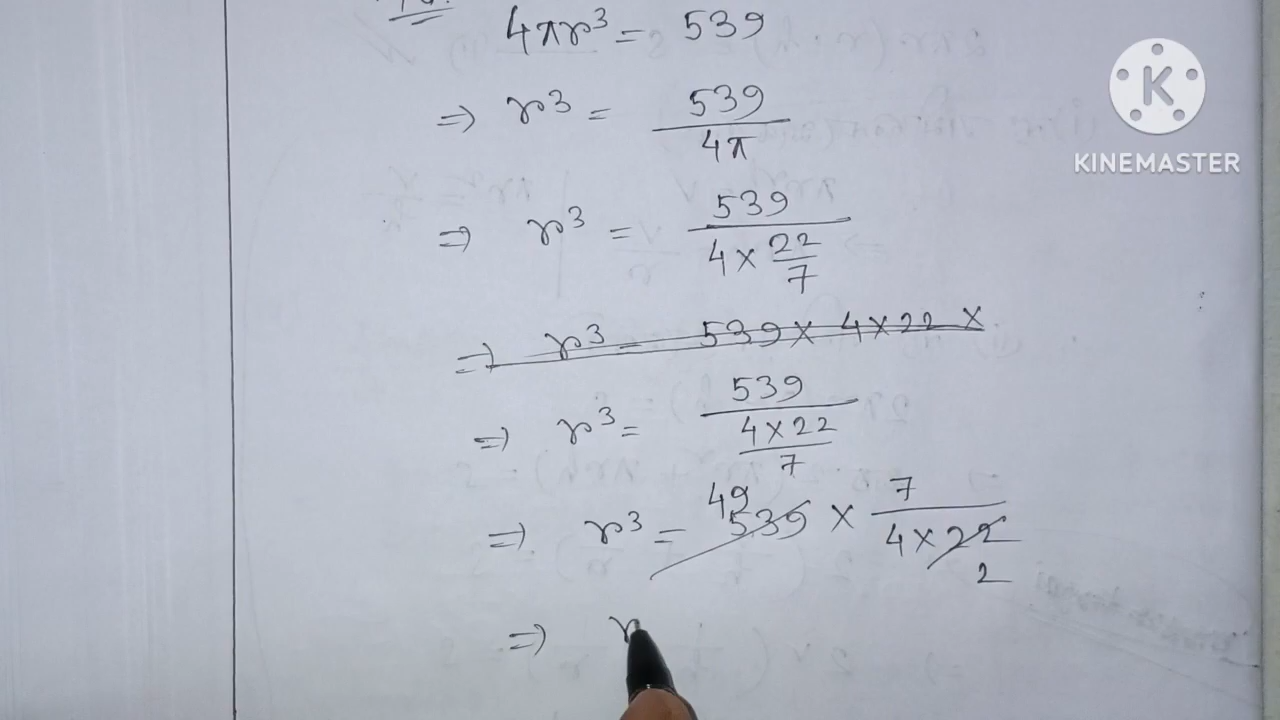 4πr³ = 539
⇒ r³ = 539 / 4π
⇒ r³ = 539 / (4 × 22/7)
⇒ r³ = 539 × 4 × 22 ×
⇒ r³ = 539 / (4 × 22 / 7)
⇒ r³ = 49 539 × 7 / (4 × 22) 2
⇒ r
K
KINEMASTER